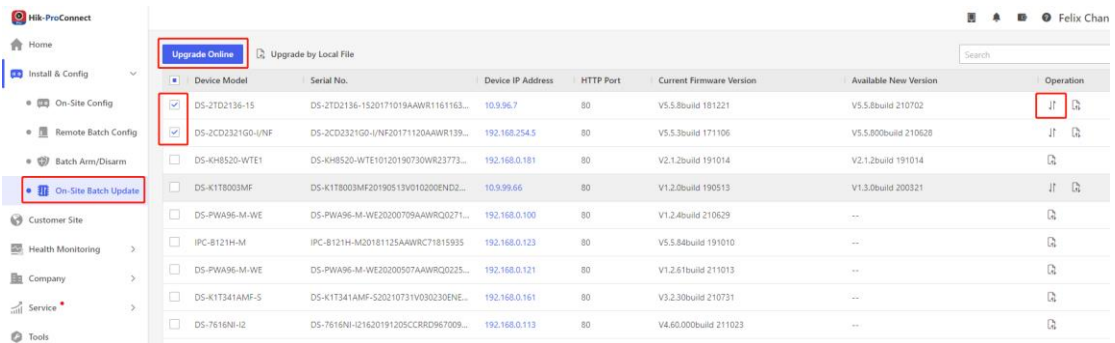 Hik-ProConnect
Felix Chan
Home
Install & Config
On-Site Config
Remote Batch Config
Batch Arm/Disarm
On-Site Batch Update
Customer Site
Health Monitoring
Company
Service
Tools
Upgrade Online Upgrade by Local File Search
Device Model Serial No. Device IP Address HTTP Port Current Firmware Version Available New Version Operation
DS-2TD2136-15 DS-2TD2136-1520171019AAWR1161163... 10.9.96.7 80 V5.5.8build 181221 V5.5.8build 210702
DS-2CD2321G0-I/NF DS-2CD2321G0-I/NF20171120AAWR139... 192.168.254.5 80 V5.5.3build 171106 V5.5.800build 210628
DS-KH8520-WTE1 DS-KH8520-WTE10120190730WR23773... 192.168.0.181 80 V2.1.2build 191014 V2.1.2build 191014
DS-K1T8003MF DS-K1T8003MF20190513V010200END2... 10.9.99.66 80 V1.2.0build 190513 V1.3.0build 200321
DS-PWA96-M-WE DS-PWA96-M-WE20200709AAWRQ0271... 192.168.0.100 80 V1.2.4build 210629 --
IPC-B121H-M IPC-B121H-M20181125AAWRC71815935 192.168.0.123 80 V5.5.84build 191010 --
DS-PWA96-M-WE DS-PWA96-M-WE20200507AAWRQ0225... 192.168.0.121 80 V1.2.61build 211013 --
DS-K1T341AMF-S DS-K1T341AMF-S20210731V030230ENE... 192.168.0.161 80 V3.2.30build 210731 --
DS-7616NI-I2 DS-7616NI-I21620191205CCRRD967009... 192.168.0.113 80 V4.60.000build 211023 --